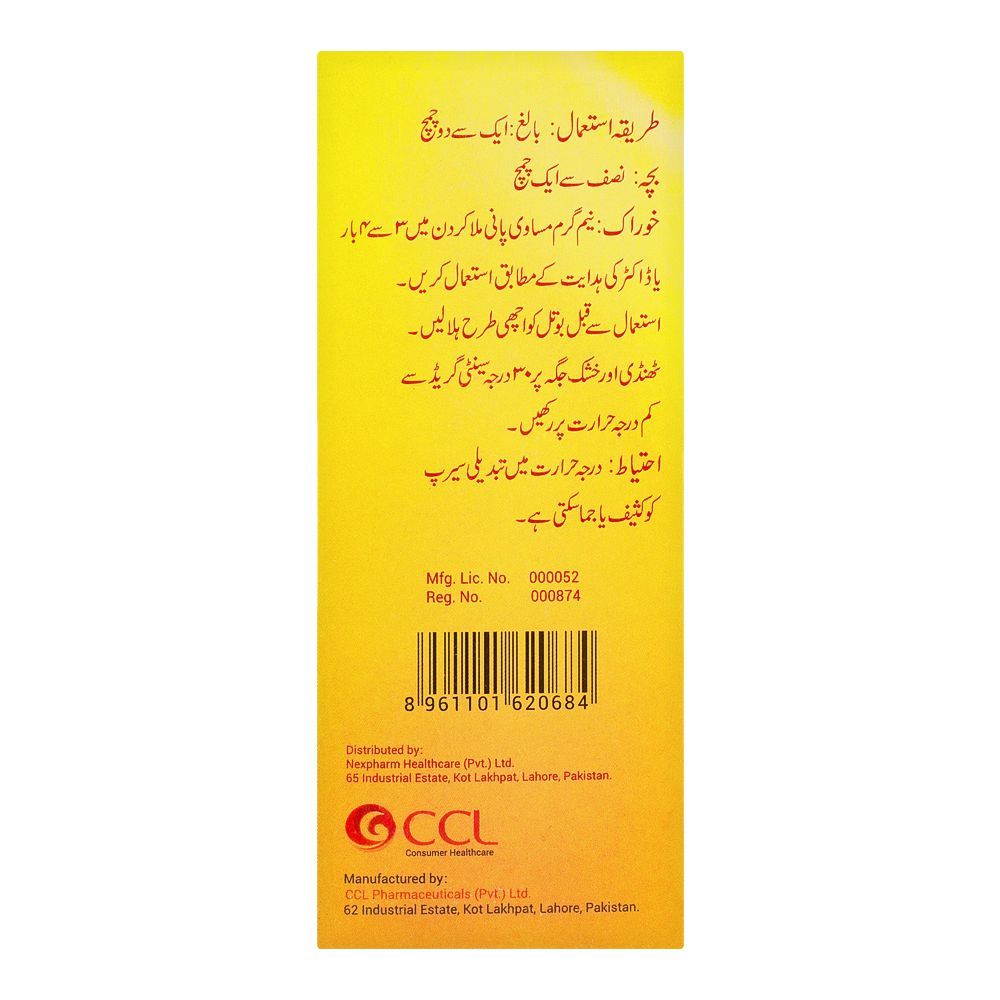 طریقہ استعمال: بالغ: ایک سے دو چمچ
بچہ: نصف سے ایک چمچ
خوراک: نیم گرم مساوی پانی ملا کر دن میں ۳ سے ۴ بار
یا ڈاکٹر کی ہدایت کے مطابق استعمال کریں۔
استعمال سے قبل بوتل کو اچھی طرح ہلالیں۔
ٹھنڈی اور خشک جگہ پر ۳۰ درجہ سینٹی گریڈ سے
کم درجہ حرارت پر رکھیں۔
احتیاط: درجہ حرارت میں تبدیلی سیرپ
کو کثیف یا جما سکتی ہے۔
Mfg. Lic. No. 000052
Reg. No. 000874
8 961101 620684
Distributed by:
Nexpharm Healthcare (Pvt.) Ltd.
65 Industrial Estate, Kot Lakhpat, Lahore, Pakistan.
CCL
Consumer Healthcare
Manufactured by:
CCL Pharmaceuticals (Pvt.) Ltd.
62 Industrial Estate, Kot Lakhpat, Lahore, Pakistan.